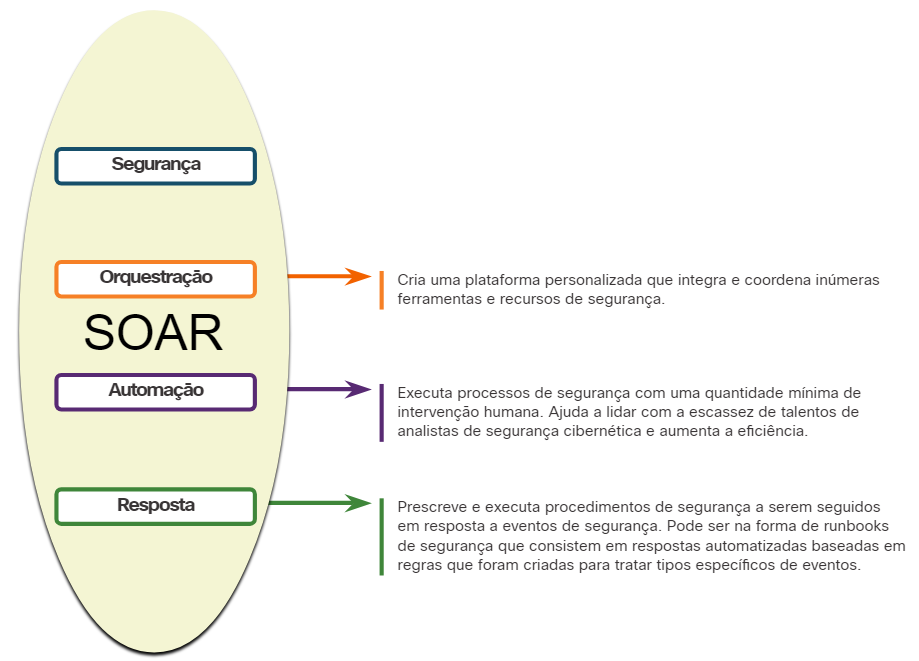 Segurança
Orquestração
Cria uma plataforma personalizada que integra e coordena inúmeras
ferramentas e recursos de segurança.
SOAR
Automação
Executa processos de segurança com uma quantidade mínima de
intervenção humana. Ajuda a lidar com a escassez de talentos de
analistas de segurança cibernética e aumenta a eficiência.
Resposta
Prescreve e executa procedimentos de segurança a serem seguidos
em resposta a eventos de segurança. Pode ser na forma de runbooks
de segurança que consistem em respostas automatizadas baseadas em
regras que foram criadas para tratar tipos específicos de eventos.